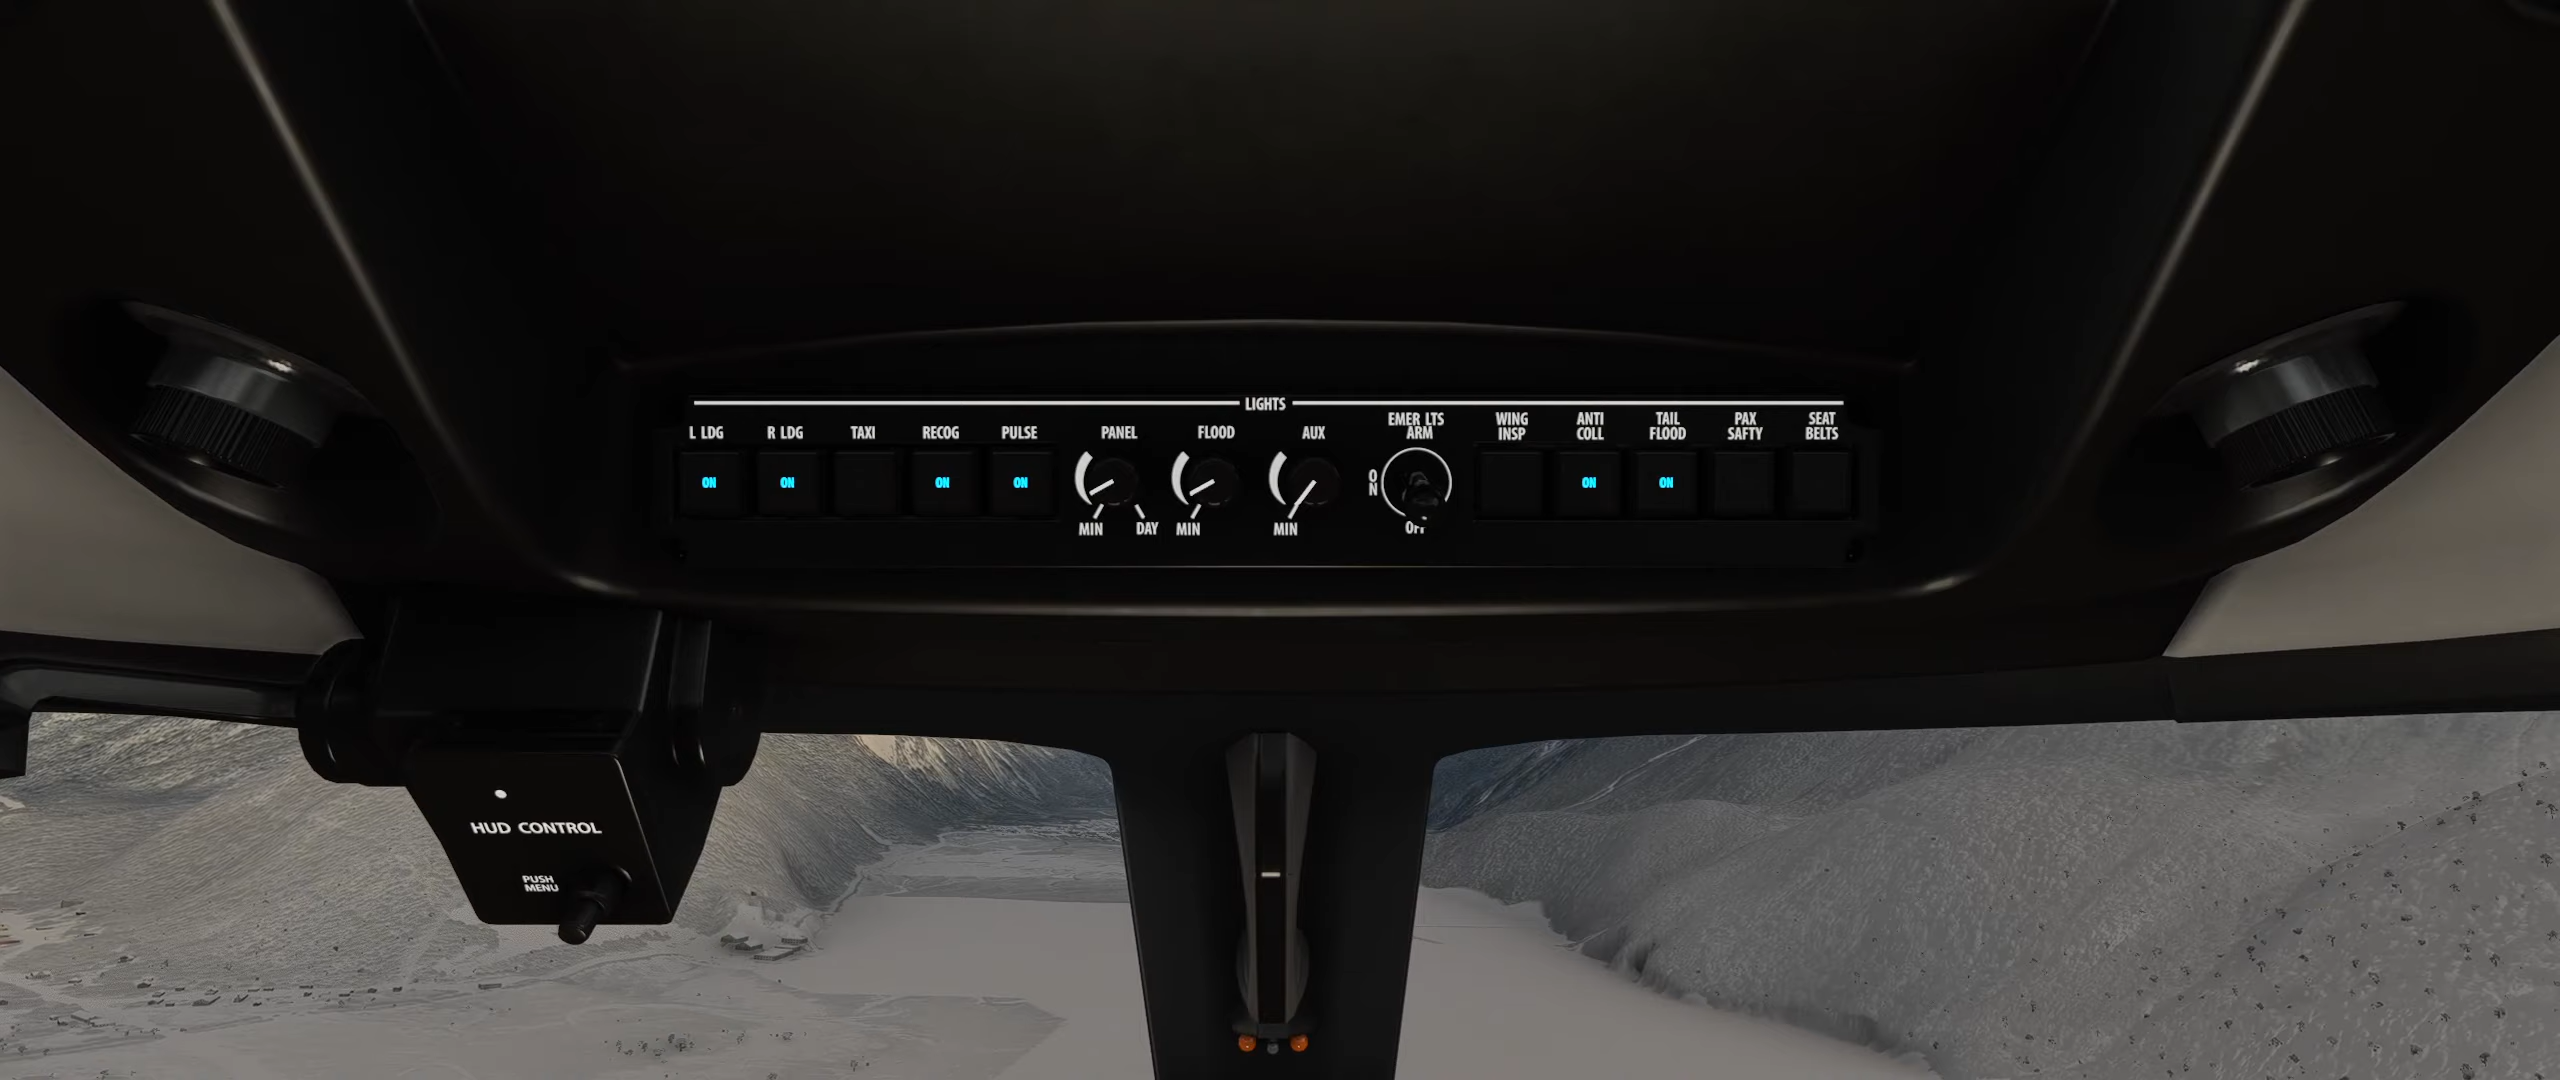 LIGHTS
L LDG
R LDG
TAXI
RECOG
PULSE
PANEL
FLOOD
AUX
EMER LTS
ARM
WING
INSP
ANTI
COLL
TAIL
FLOOD
PAX
SAFTY
SEAT
BELTS
ON
ON
ON
ON
ON
ON
ON
MIN
DAY
MIN
MIN
OFF
HUD CONTROL
PUSH
MENU